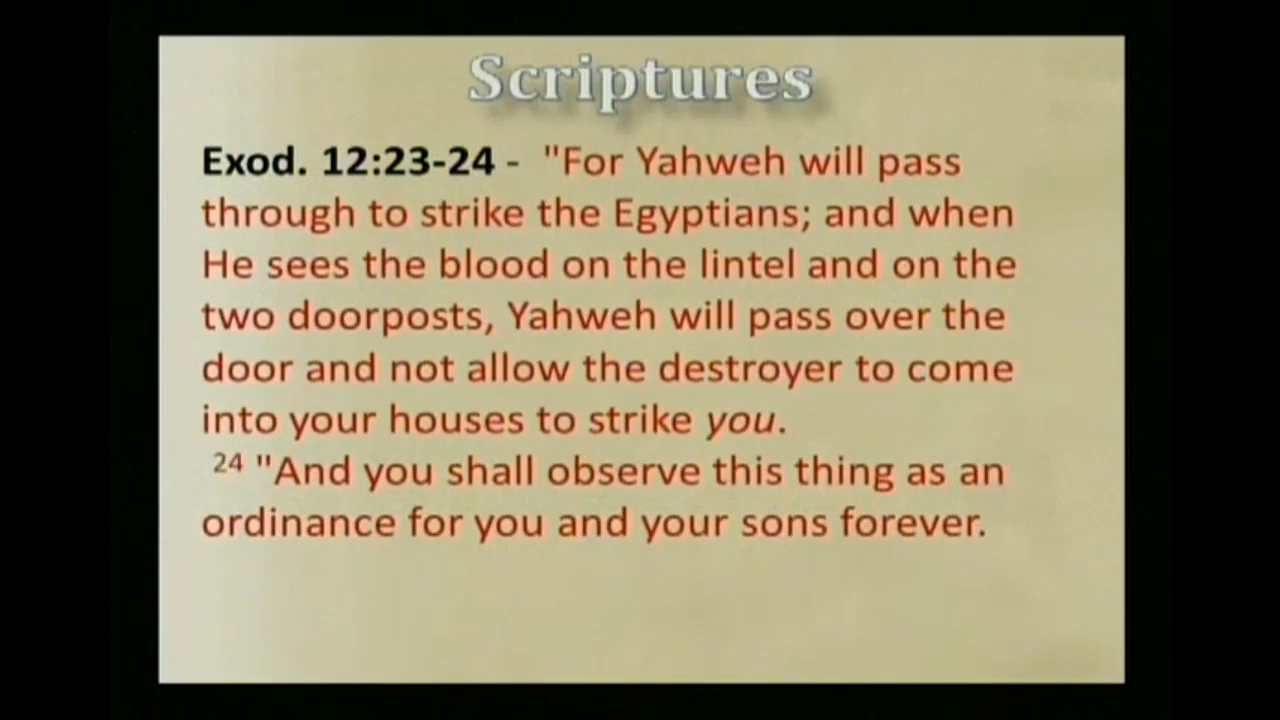 Scriptures
Exod. 12:23-24 - "For Yahweh will pass
through to strike the Egyptians; and when
He sees the blood on the lintel and on the
two doorposts, Yahweh will pass over the
door and not allow the destroyer to come
into your houses to strike you.
24 "And you shall observe this thing as an
ordinance for you and your sons forever.